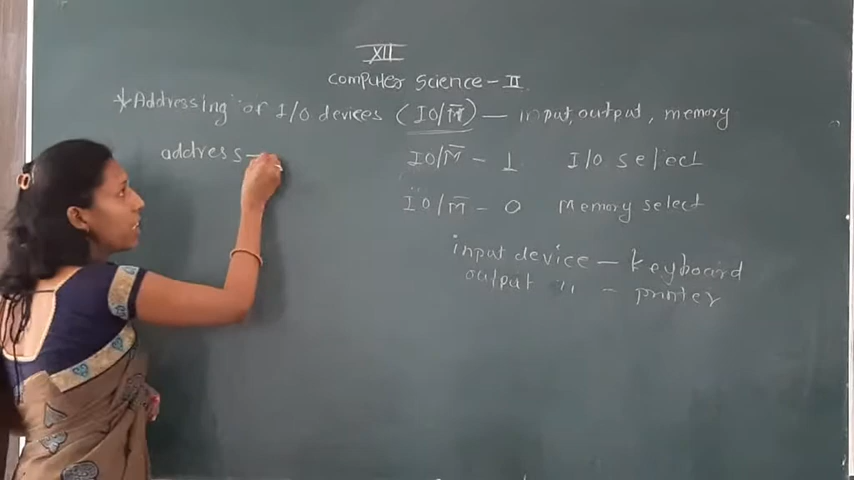 XII
Computer Science - II
*Addressing of I/O devices (IO/M̅) — input, output, memory
address -
IO/M̅ - 1 I/O select
IO/M̅ - 0 Memory select
input device — keyboard
output " - printer